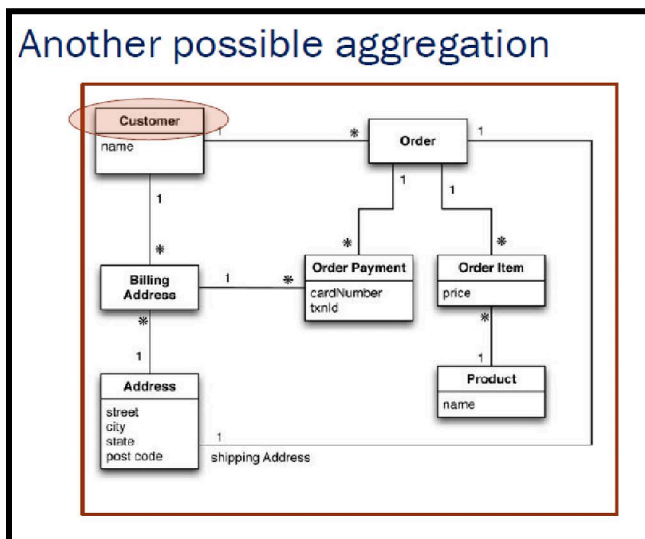 Another possible aggregation
Customer
name
1
*
Order
1
1
1
1
*
*
*
Billing
Address
1
*
Order Payment
cardNumber
txnId
Order Item
price
*
*
1
1
Address
street
city
state
post code
Product
name
1
shipping Address